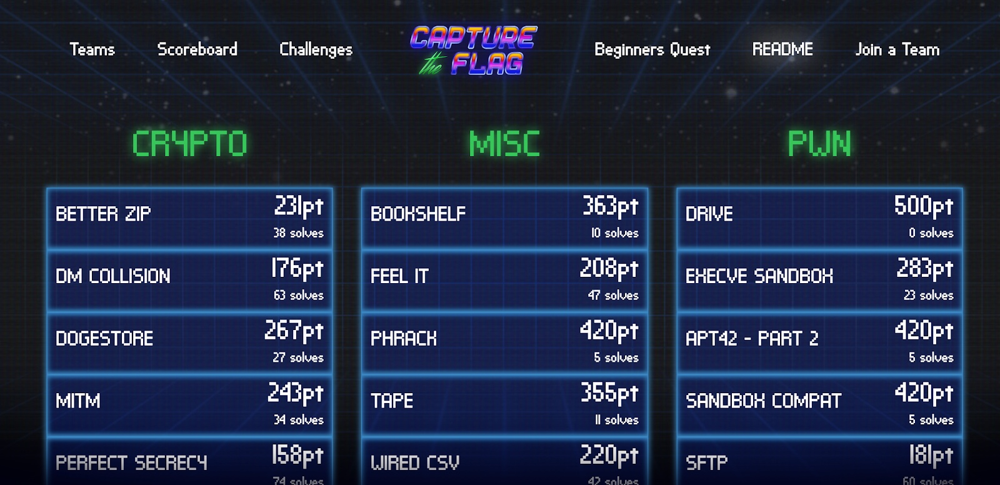 Teams
Scoreboard
Challenges
CAPTURE
the FLAG
Beginners Quest
README
Join a Team
CRYPTO
BETTER ZIP
231pt
38 solves
DM COLLISION
176pt
63 solves
DOGESTORE
267pt
27 solves
MITM
243pt
34 solves
PERFECT SECRECY
158pt
74 solves
MISC
BOOKSHELF
363pt
10 solves
FEEL IT
208pt
47 solves
PHRACK
420pt
5 solves
TAPE
355pt
11 solves
WIRED CSV
220pt
42 solves
PWN
DRIVE
500pt
0 solves
EXECVE SANDBOX
283pt
23 solves
APT42 - PART 2
420pt
5 solves
SANDBOX COMPAT
420pt
5 solves
SFTP
181pt
60 solves